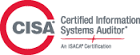 CISA
Certified Information
Systems Auditor®
An ISACA® Certification